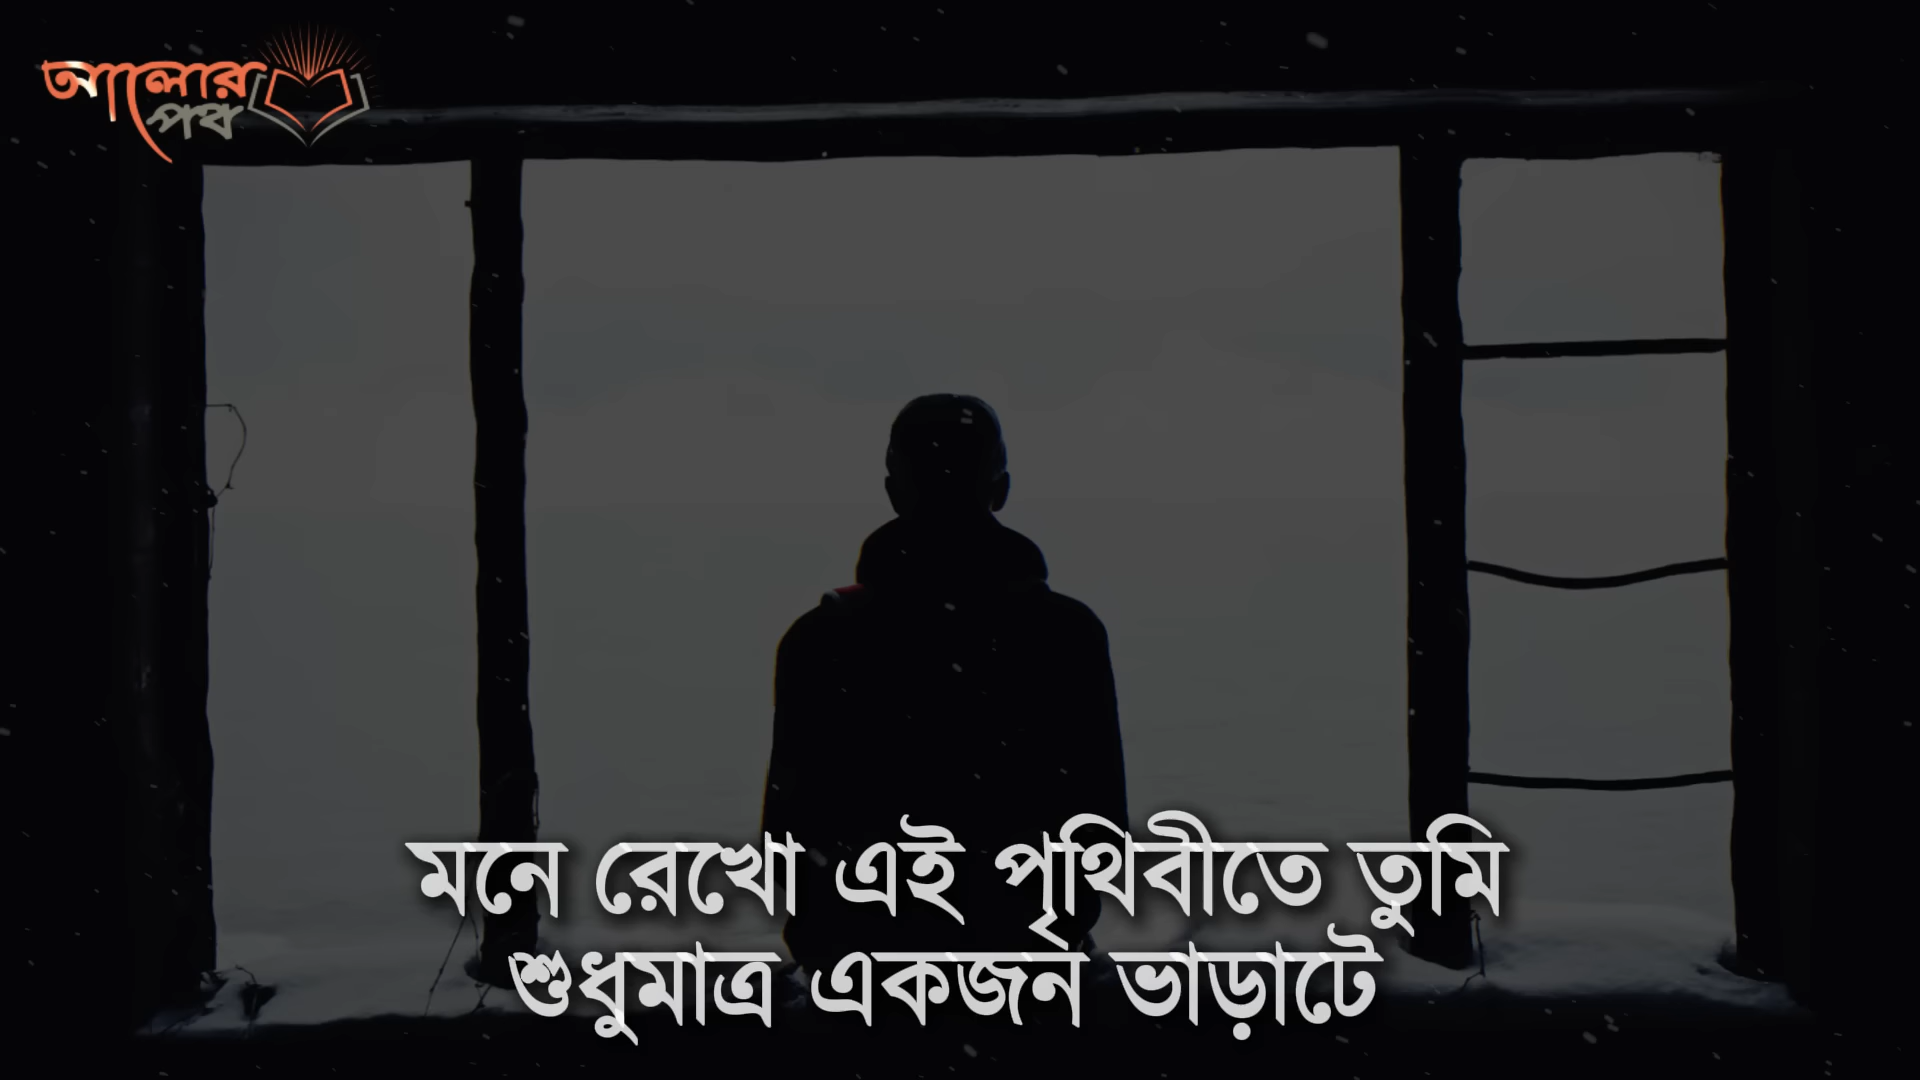 আলোর
পথ
মনে রেখো এই পৃথিবীতে তুমি
শুধুমাত্র একজন ভাড়াটে